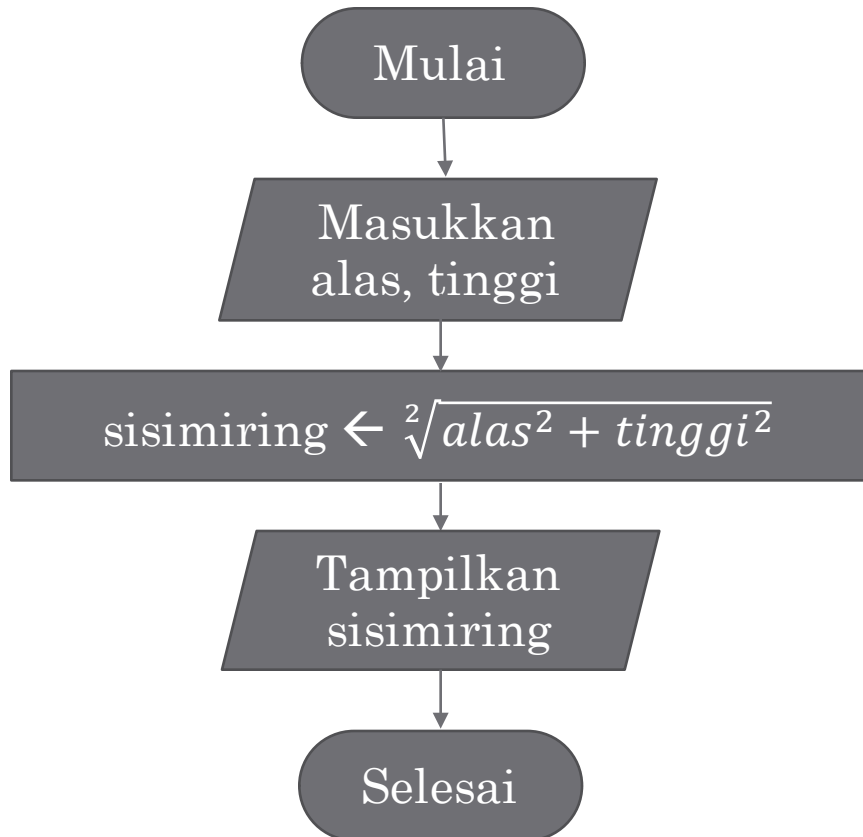 Mulai
Masukkan
alas, tinggi
sisimiring ← ²√alas² + tinggi²
Tampilkan
sisimiring
Selesai